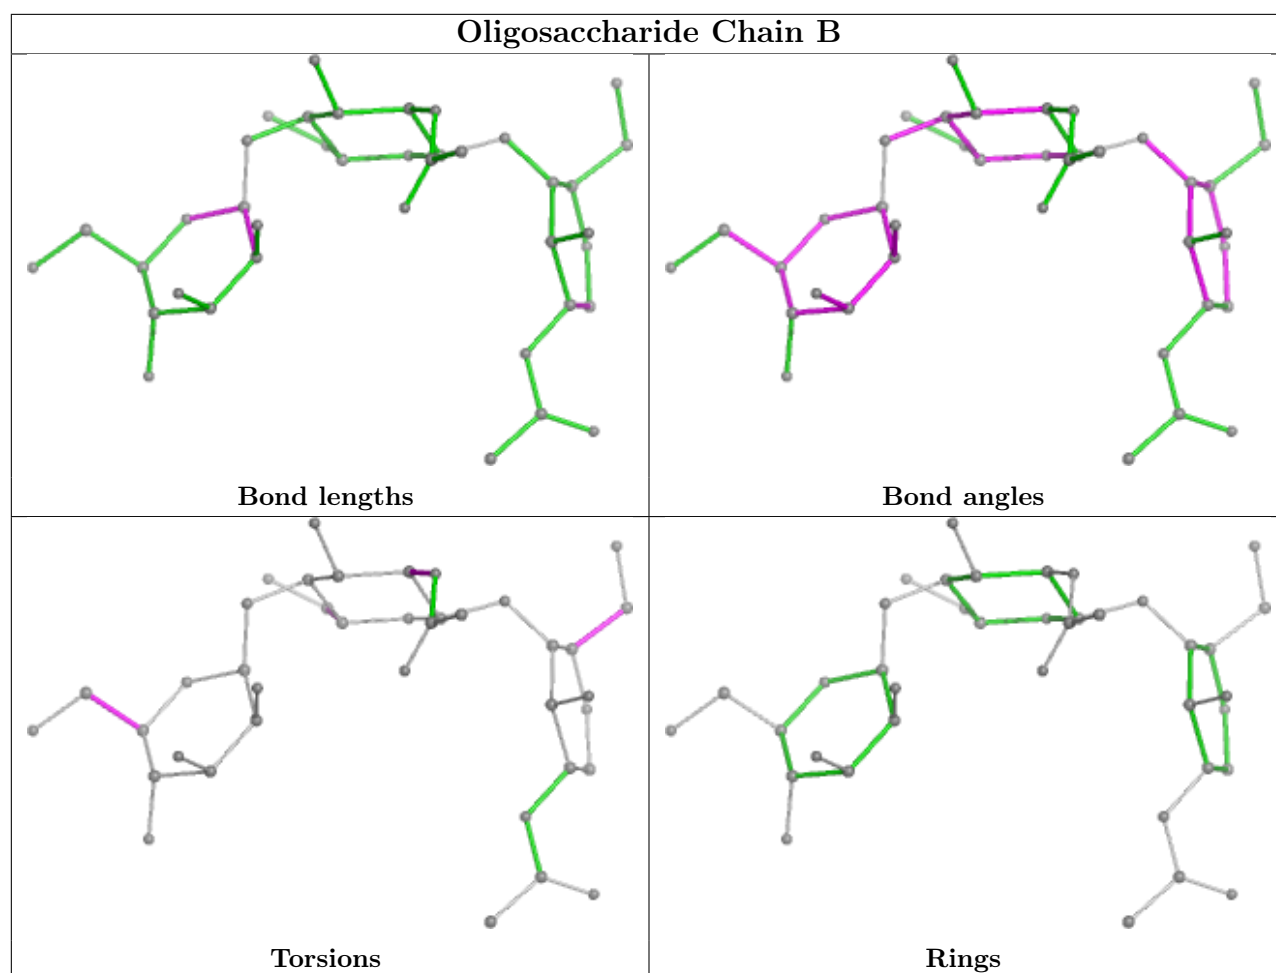 Oligosaccharide Chain B
Bond lengths
Bond angles
Torsions
Rings